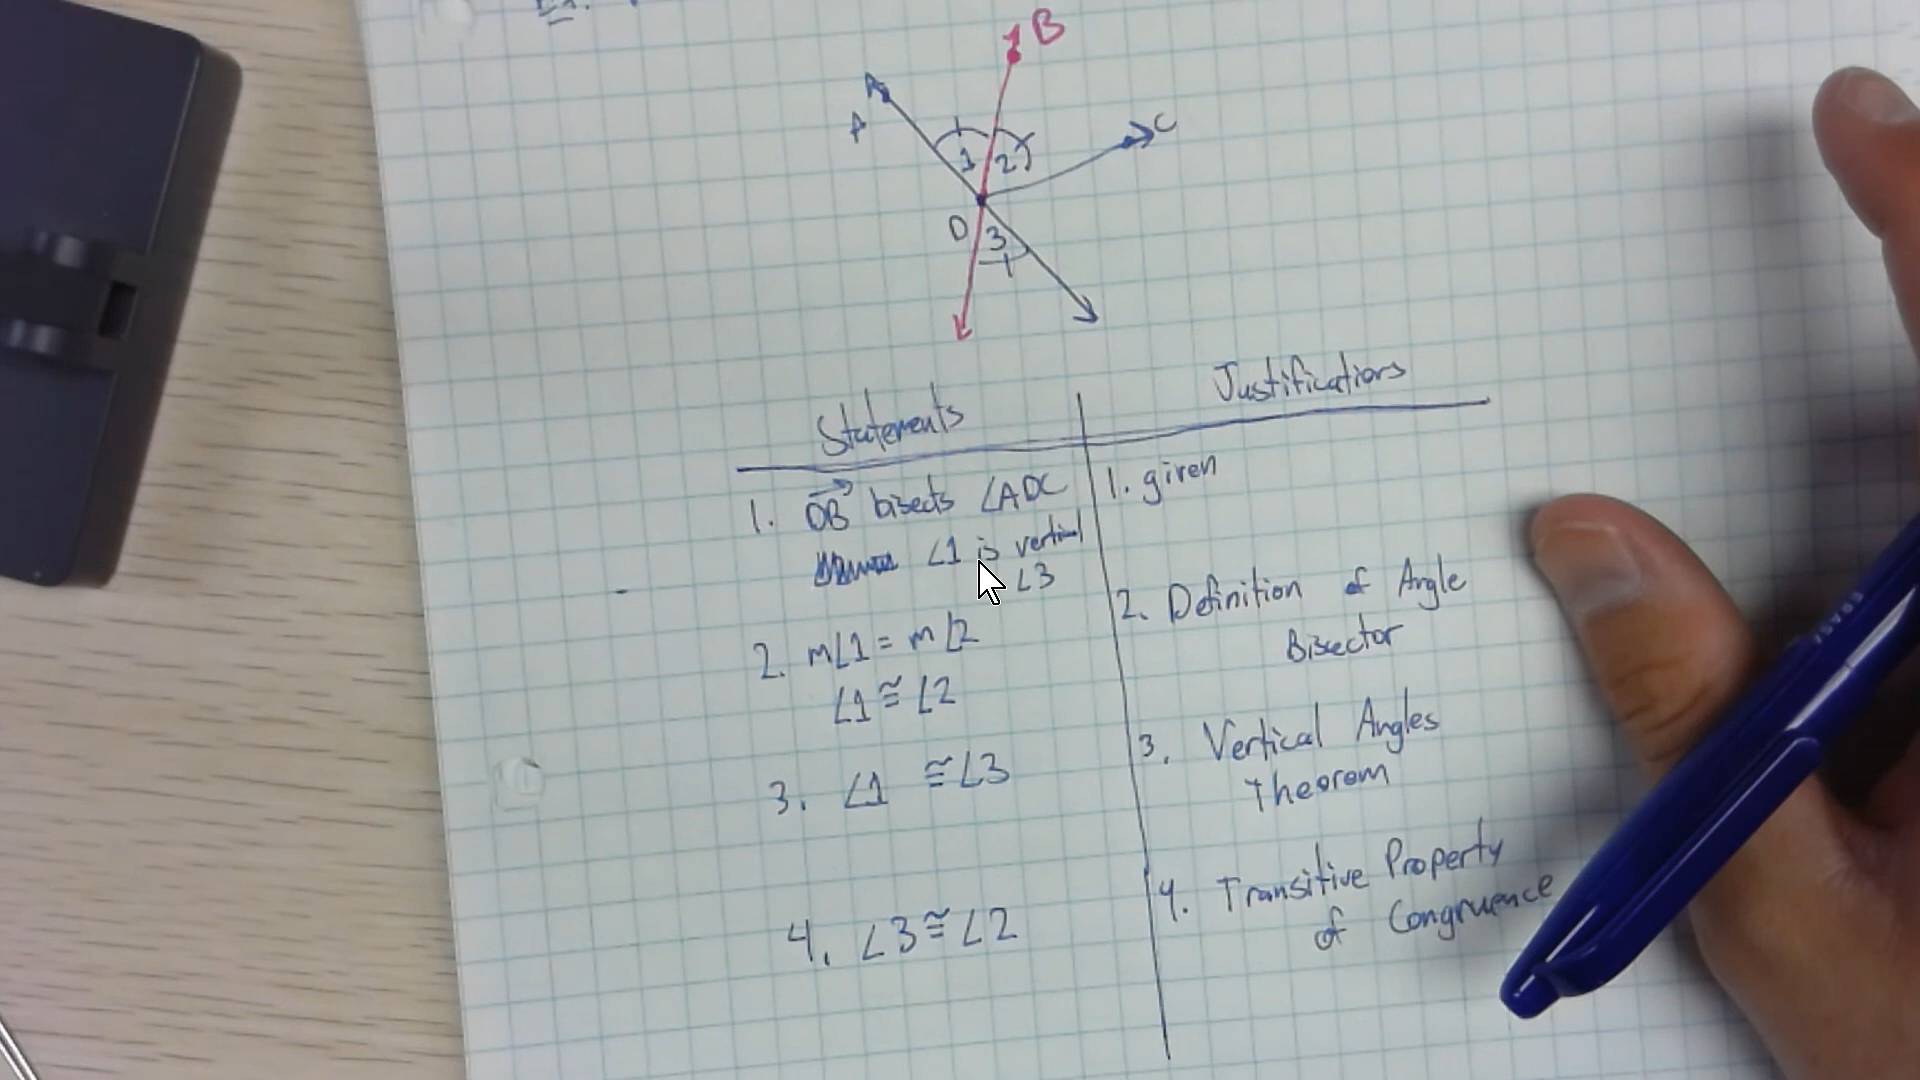 Ex.
B
A
C
1 2
D
3
Statements
Justifications
1. DB bisects ∠ADC
1. given
∠1 is vertical
∠3
2. m∠1 = m∠2
∠1 ≅ ∠2
2. Definition of Angle
Bisector
3. ∠1 ≅ ∠3
3. Vertical Angles
Theorem
4. ∠3 ≅ ∠2
4. Transitive Property
of Congruence